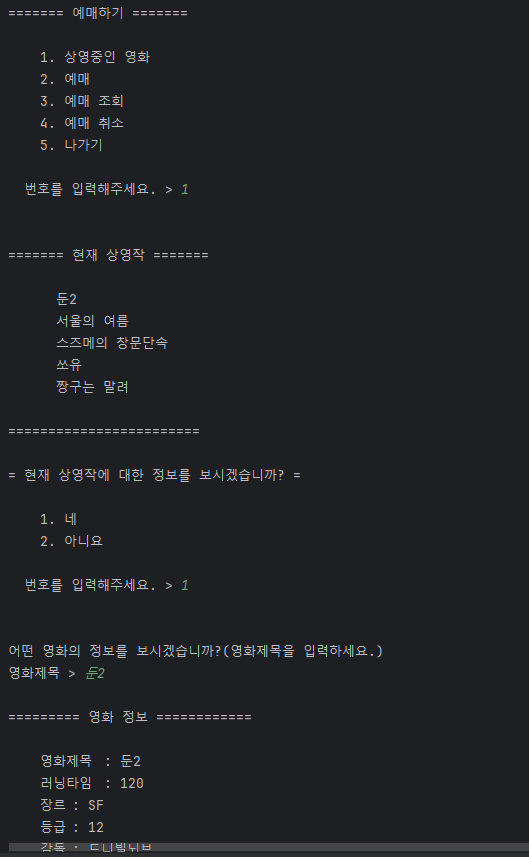 ======= 예매하기 =======
1. 상영중인 영화
2. 예매
3. 예매 조회
4. 예매 취소
5. 나가기
번호를 입력해주세요. > 1
======= 현재 상영작 =======
둔2
서울의 여름
스즈메의 창문단속
쏘유
짱구는 말려
========================
= 현재 상영작에 대한 정보를 보시겠습니까? =
1. 네
2. 아니요
번호를 입력해주세요. > 1
어떤 영화의 정보를 보시겠습니까?(영화제목을 입력하세요.)
영화제목 > 둔2
========= 영화 정보 ============
영화제목 : 둔2
러닝타임 : 120
장르 : SF
등급 : 12
감독 :